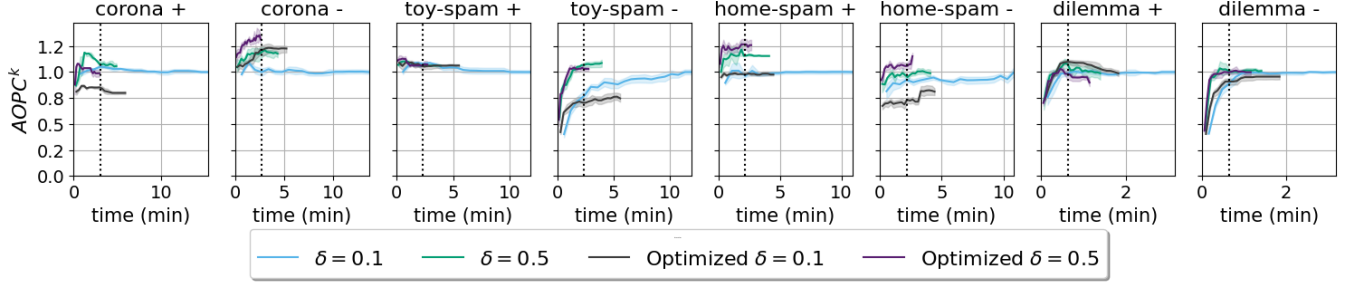 corona + corona - toy-spam + toy-spam - home-spam + home-spam - dilemma + dilemma -
AOPC^k
1.2
1.0
0.8
0.5
0.2
0.0
0 10 0 5 10 0 5 10 0 5 10 0 5 10 0 5 10 0 2 0 2
time (min) time (min) time (min) time (min) time (min) time (min) time (min) time (min)
δ = 0.1 δ = 0.5 Optimized δ = 0.1 Optimized δ = 0.5